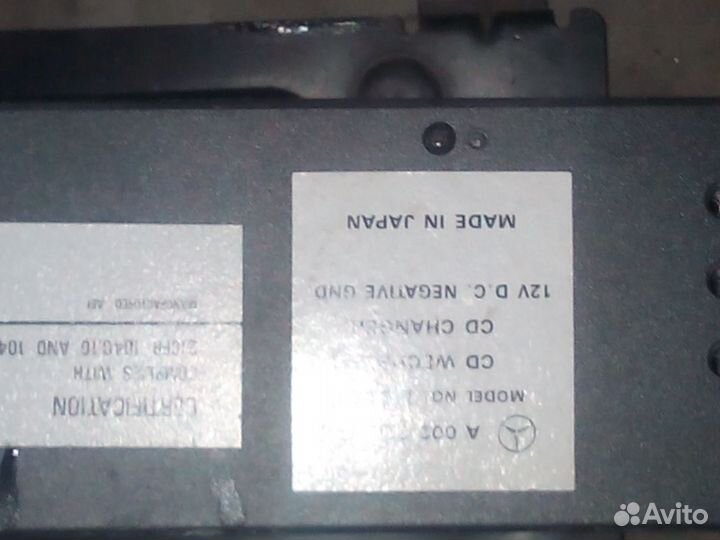 A 002
MODEL NO.
CD
CD CHANGER
12V D.C. NEGATIVE GND
MADE IN JAPAN
CERTIFICATION
COMPLIES WITH
21CFR 1040.10 AND 104
MANUFACTURED
Avito